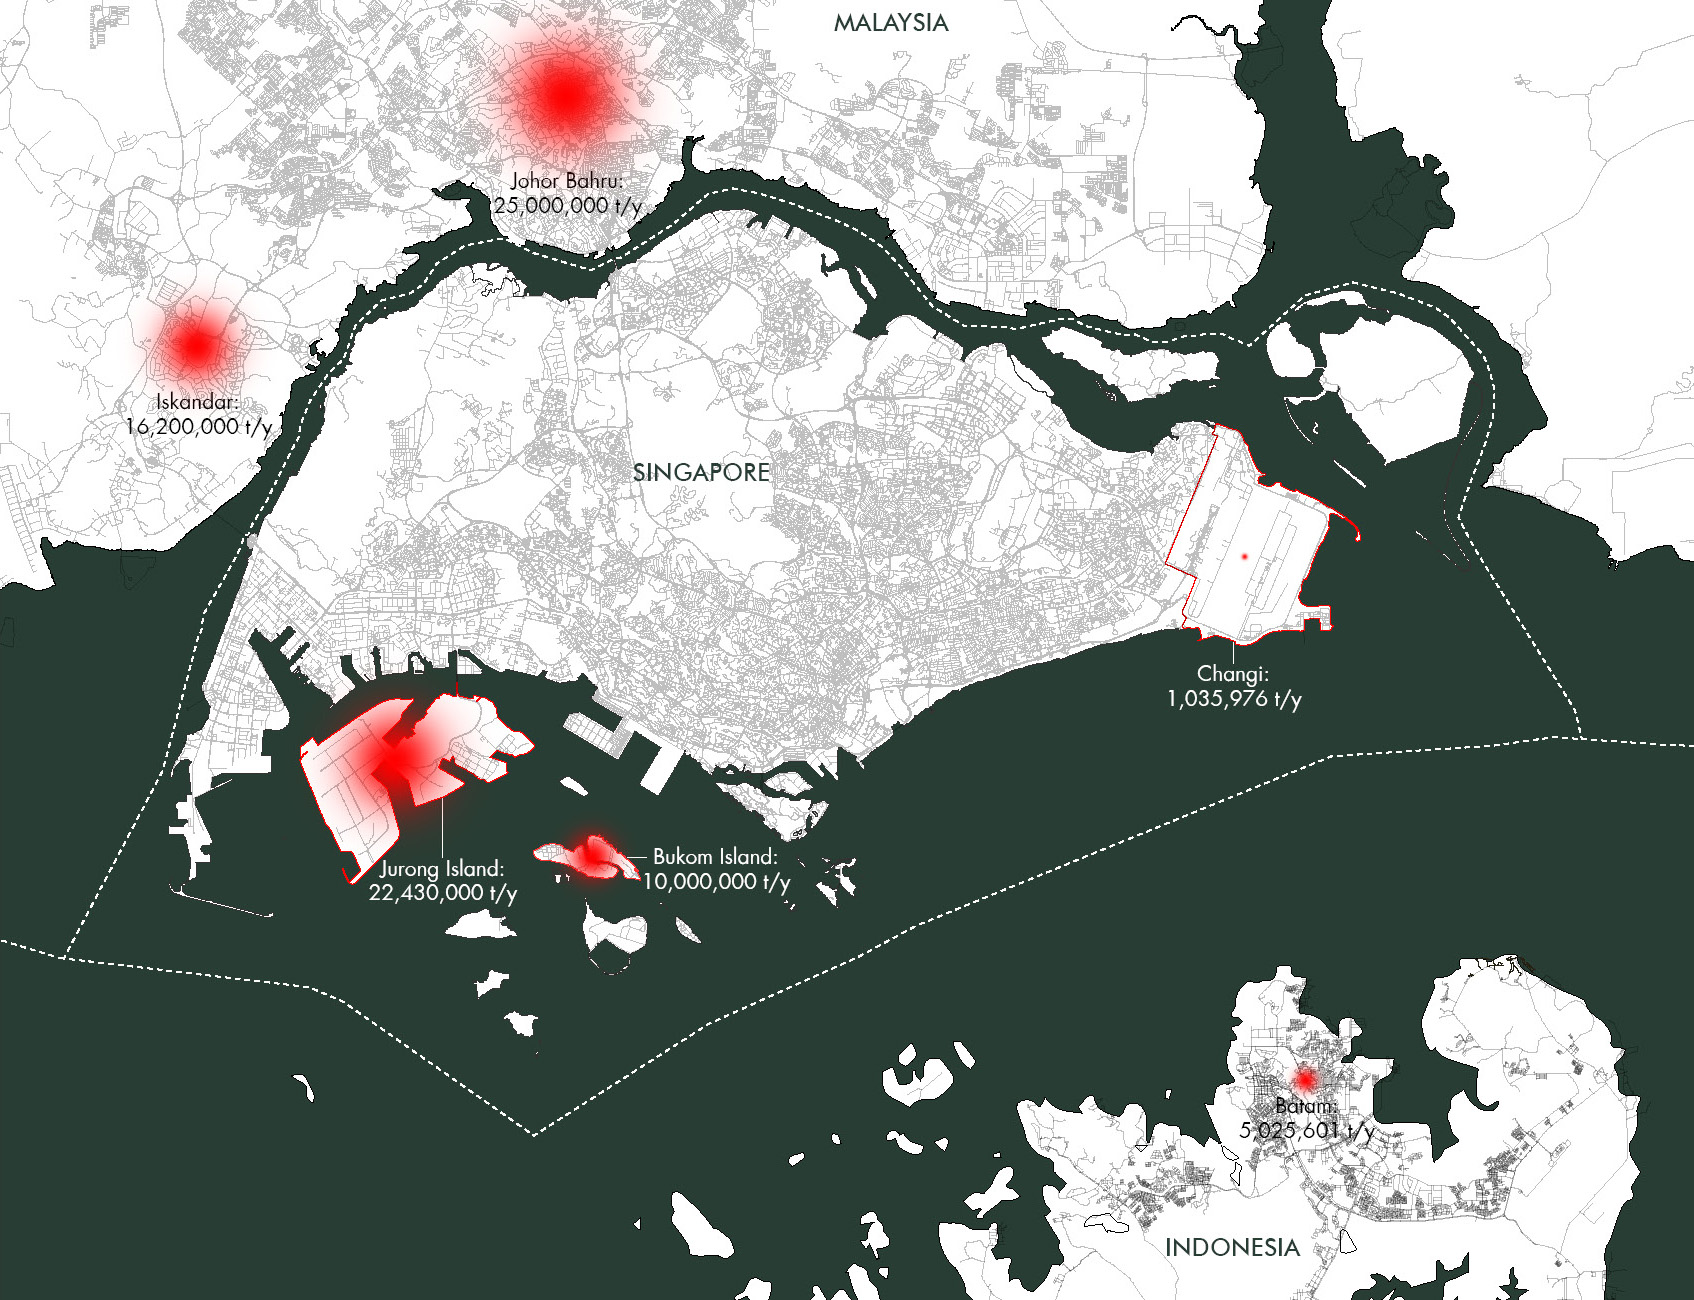 MALAYSIA
Johor Bahru:
25,000,000 t/y
Iskandar:
16,200,000 t/y
SINGAPORE
Changi:
1,035,976 t/y
Jurong Island:
22,430,000 t/y
Bukom Island:
10,000,000 t/y
Batam:
5,025,601 t/y
INDONESIA